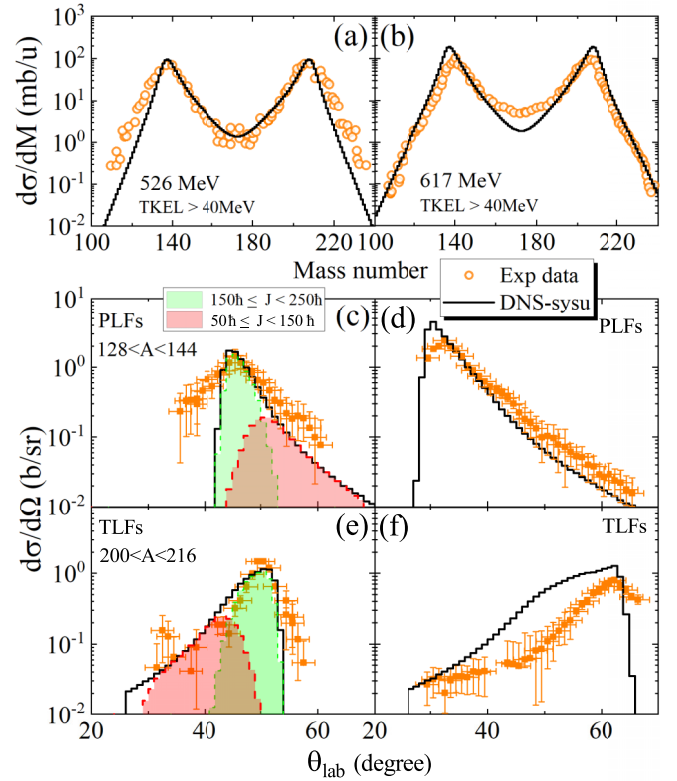 (a)
(b)
dσ/dM (mb/u)
10³
10²
10¹
10⁰
10⁻¹
10⁻²
526 MeV
TKEL > 40MeV
617 MeV
TKEL > 40MeV
100 140 180 220 100 140 180 220
Mass number
Exp data
DNS-sysu
150ħ ≤ J < 250ħ
50ħ ≤ J < 150ħ
(c)
(d)
PLFs
128<A<144
PLFs
10¹
10⁰
10⁻¹
10⁻²
dσ/dΩ (b/sr)
(e)
(f)
TLFs
200<A<216
TLFs
10⁰
10⁻¹
10⁻²
20 40 60 20 40 60
θlab (degree)